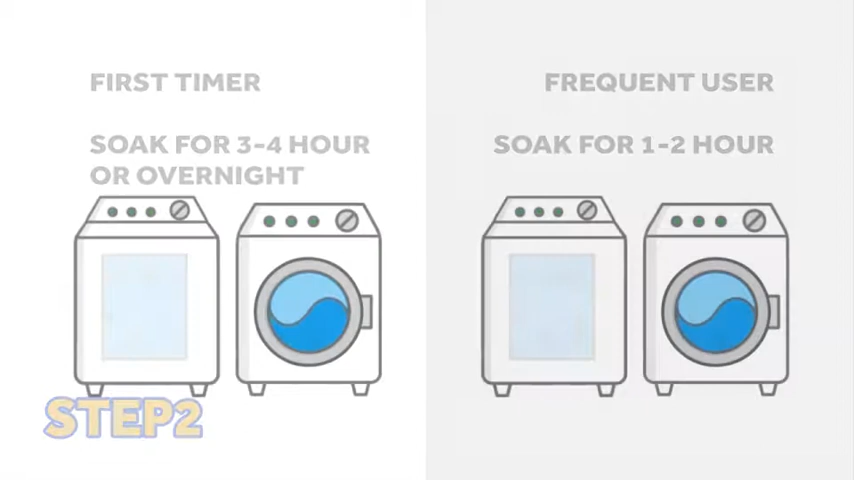 FIRST TIMER
SOAK FOR 3-4 HOUR
OR OVERNIGHT
FREQUENT USER
SOAK FOR 1-2 HOUR
STEP2